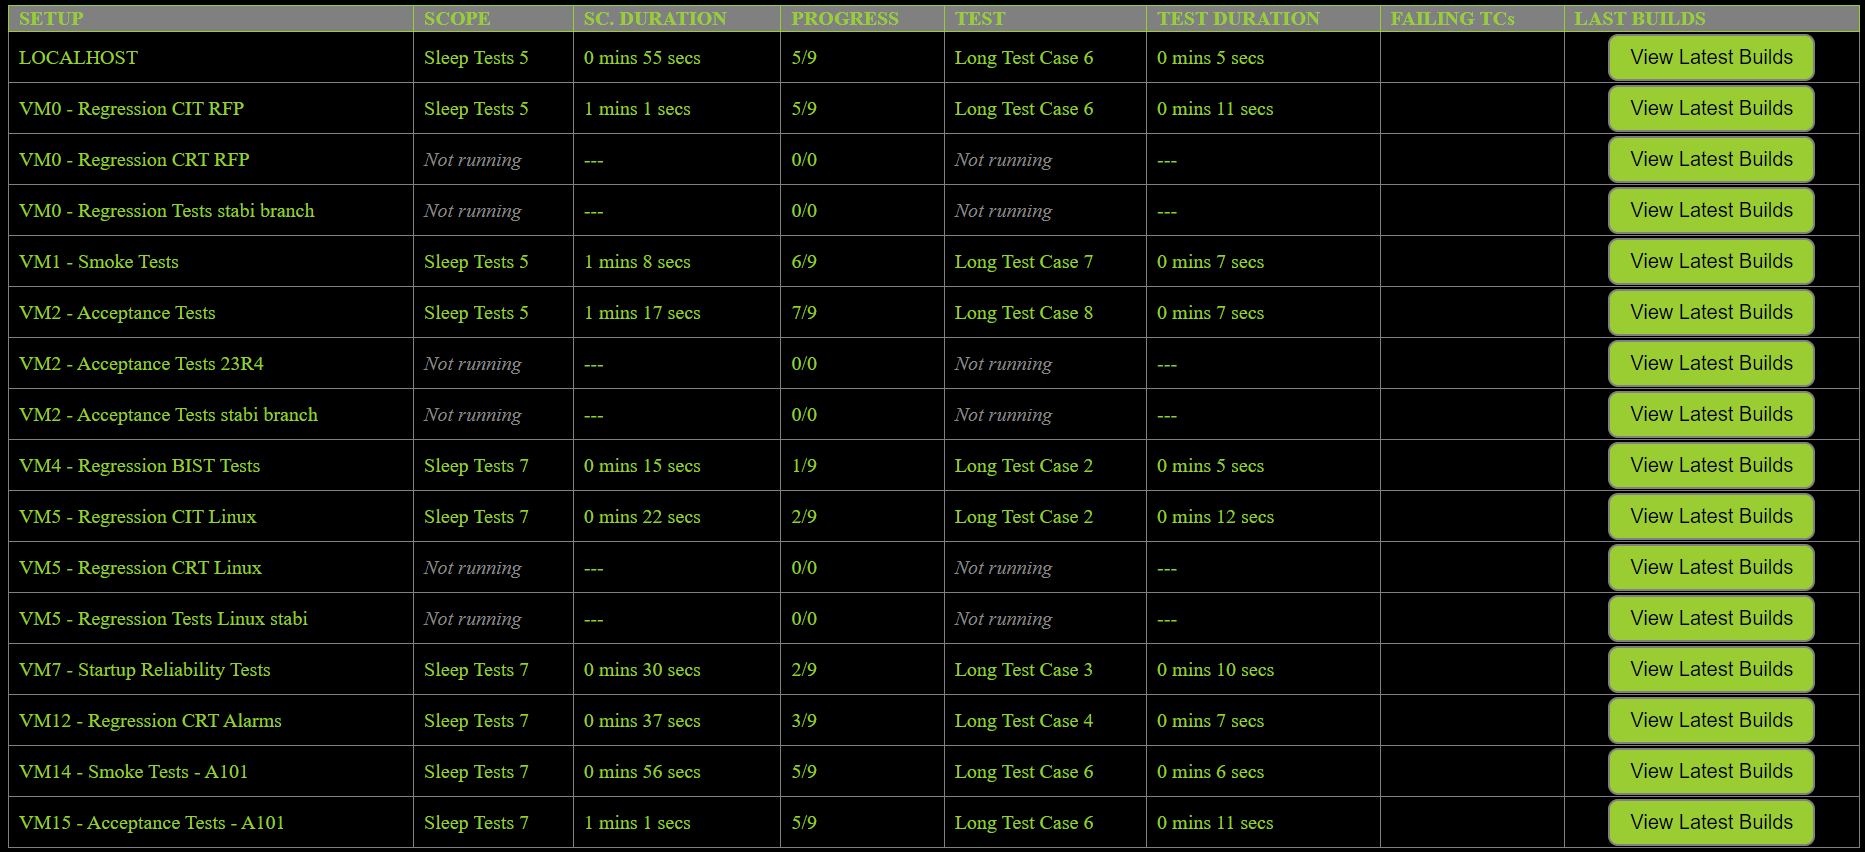 SETUP SCOPE SC. DURATION PROGRESS TEST TEST DURATION FAILING TCs LAST BUILDS
LOCALHOST Sleep Tests 5 0 mins 55 secs 5/9 Long Test Case 6 0 mins 5 secs View Latest Builds
VM0 - Regression CIT RFP Sleep Tests 5 1 mins 1 secs 5/9 Long Test Case 6 0 mins 11 secs View Latest Builds
VM0 - Regression CRT RFP Not running --- 0/0 Not running --- View Latest Builds
VM0 - Regression Tests stabi branch Not running --- 0/0 Not running --- View Latest Builds
VM1 - Smoke Tests Sleep Tests 5 1 mins 8 secs 6/9 Long Test Case 7 0 mins 7 secs View Latest Builds
VM2 - Acceptance Tests Sleep Tests 5 1 mins 17 secs 7/9 Long Test Case 8 0 mins 7 secs View Latest Builds
VM2 - Acceptance Tests 23R4 Not running --- 0/0 Not running --- View Latest Builds
VM2 - Acceptance Tests stabi branch Not running --- 0/0 Not running --- View Latest Builds
VM4 - Regression BIST Tests Sleep Tests 7 0 mins 15 secs 1/9 Long Test Case 2 0 mins 5 secs View Latest Builds
VM5 - Regression CIT Linux Sleep Tests 7 0 mins 22 secs 2/9 Long Test Case 2 0 mins 12 secs View Latest Builds
VM5 - Regression CRT Linux Not running --- 0/0 Not running --- View Latest Builds
VM5 - Regression Tests Linux stabi Not running --- 0/0 Not running --- View Latest Builds
VM7 - Startup Reliability Tests Sleep Tests 7 0 mins 30 secs 2/9 Long Test Case 3 0 mins 10 secs View Latest Builds
VM12 - Regression CRT Alarms Sleep Tests 7 0 mins 37 secs 3/9 Long Test Case 4 0 mins 7 secs View Latest Builds
VM14 - Smoke Tests - A101 Sleep Tests 7 0 mins 56 secs 5/9 Long Test Case 6 0 mins 6 secs View Latest Builds
VM15 - Acceptance Tests - A101 Sleep Tests 7 1 mins 1 secs 5/9 Long Test Case 6 0 mins 11 secs View Latest Builds